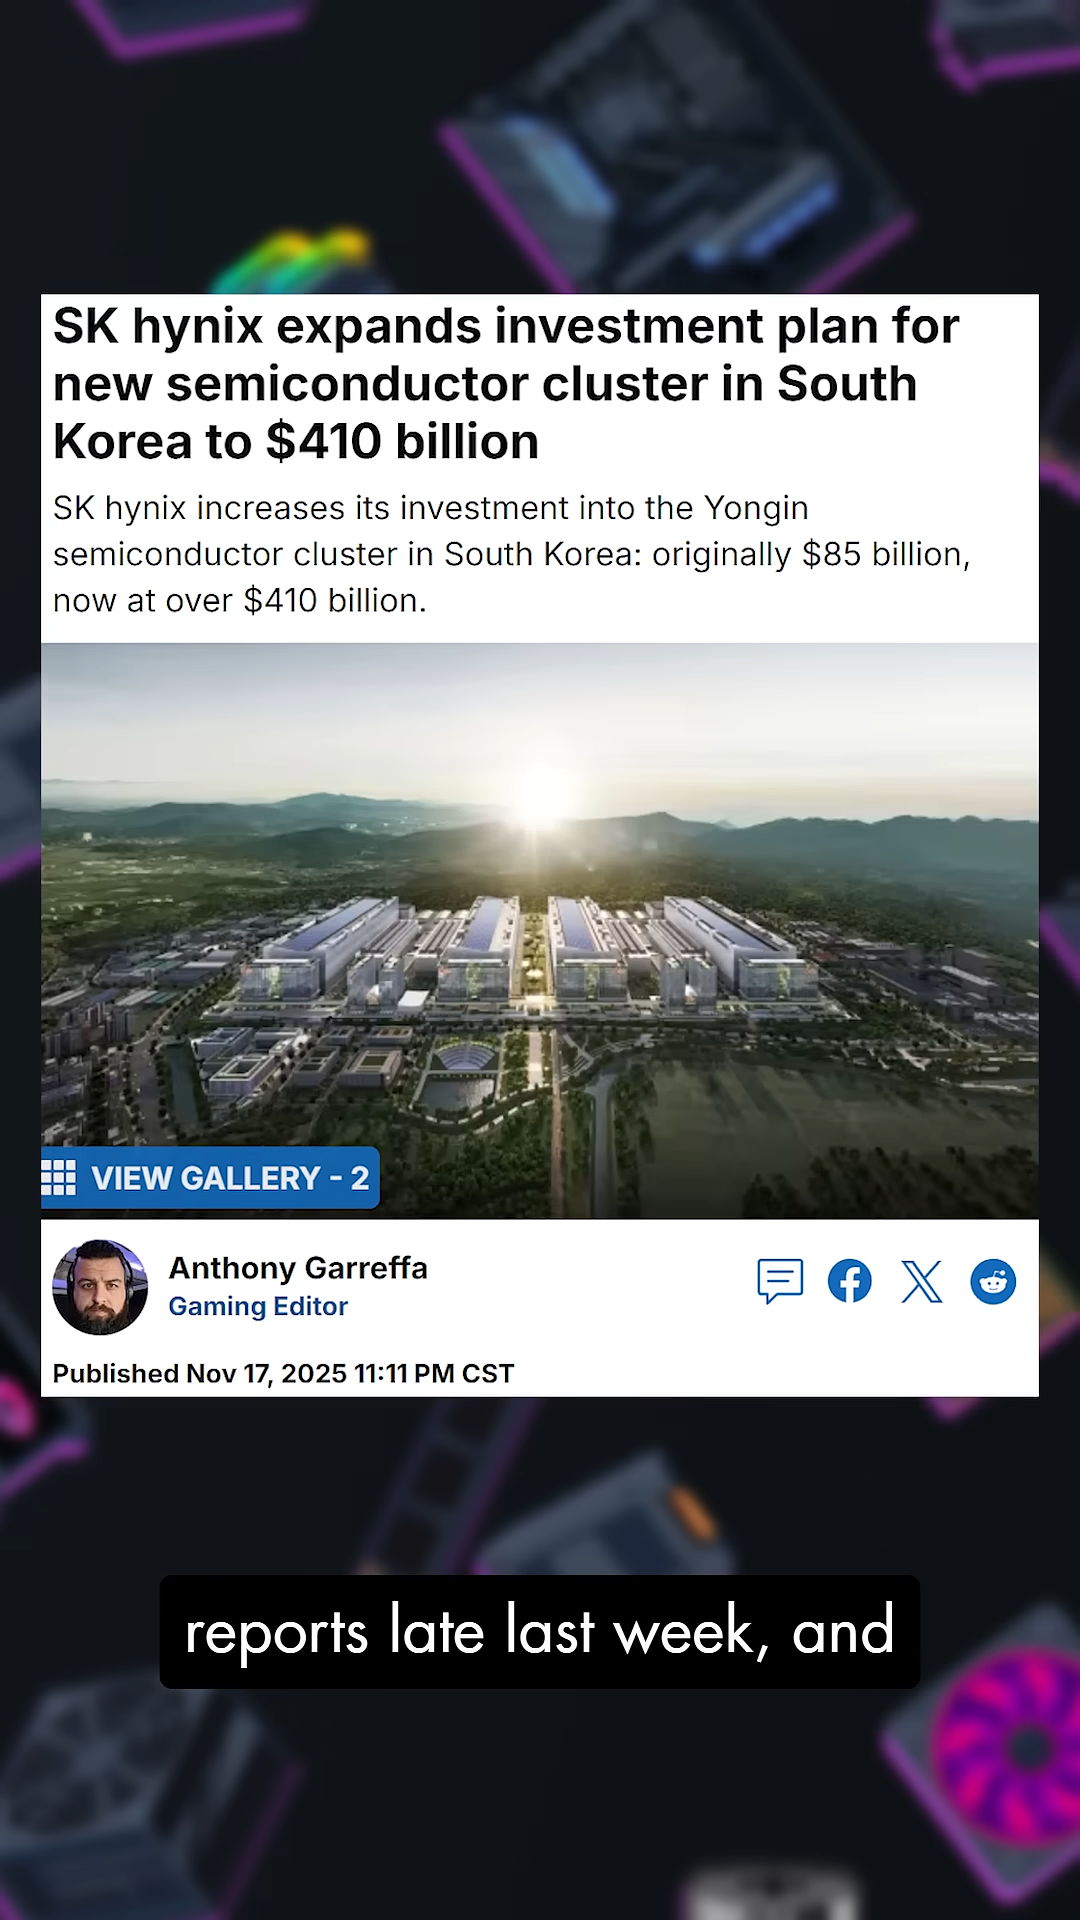 SK hynix expands investment plan for
new semiconductor cluster in South
Korea to $410 billion
SK hynix increases its investment into the Yongin
semiconductor cluster in South Korea: originally $85 billion,
now at over $410 billion.
VIEW GALLERY - 2
Anthony Garreffa
Gaming Editor
Published Nov 17, 2025 11:11 PM CST
reports late last week, and